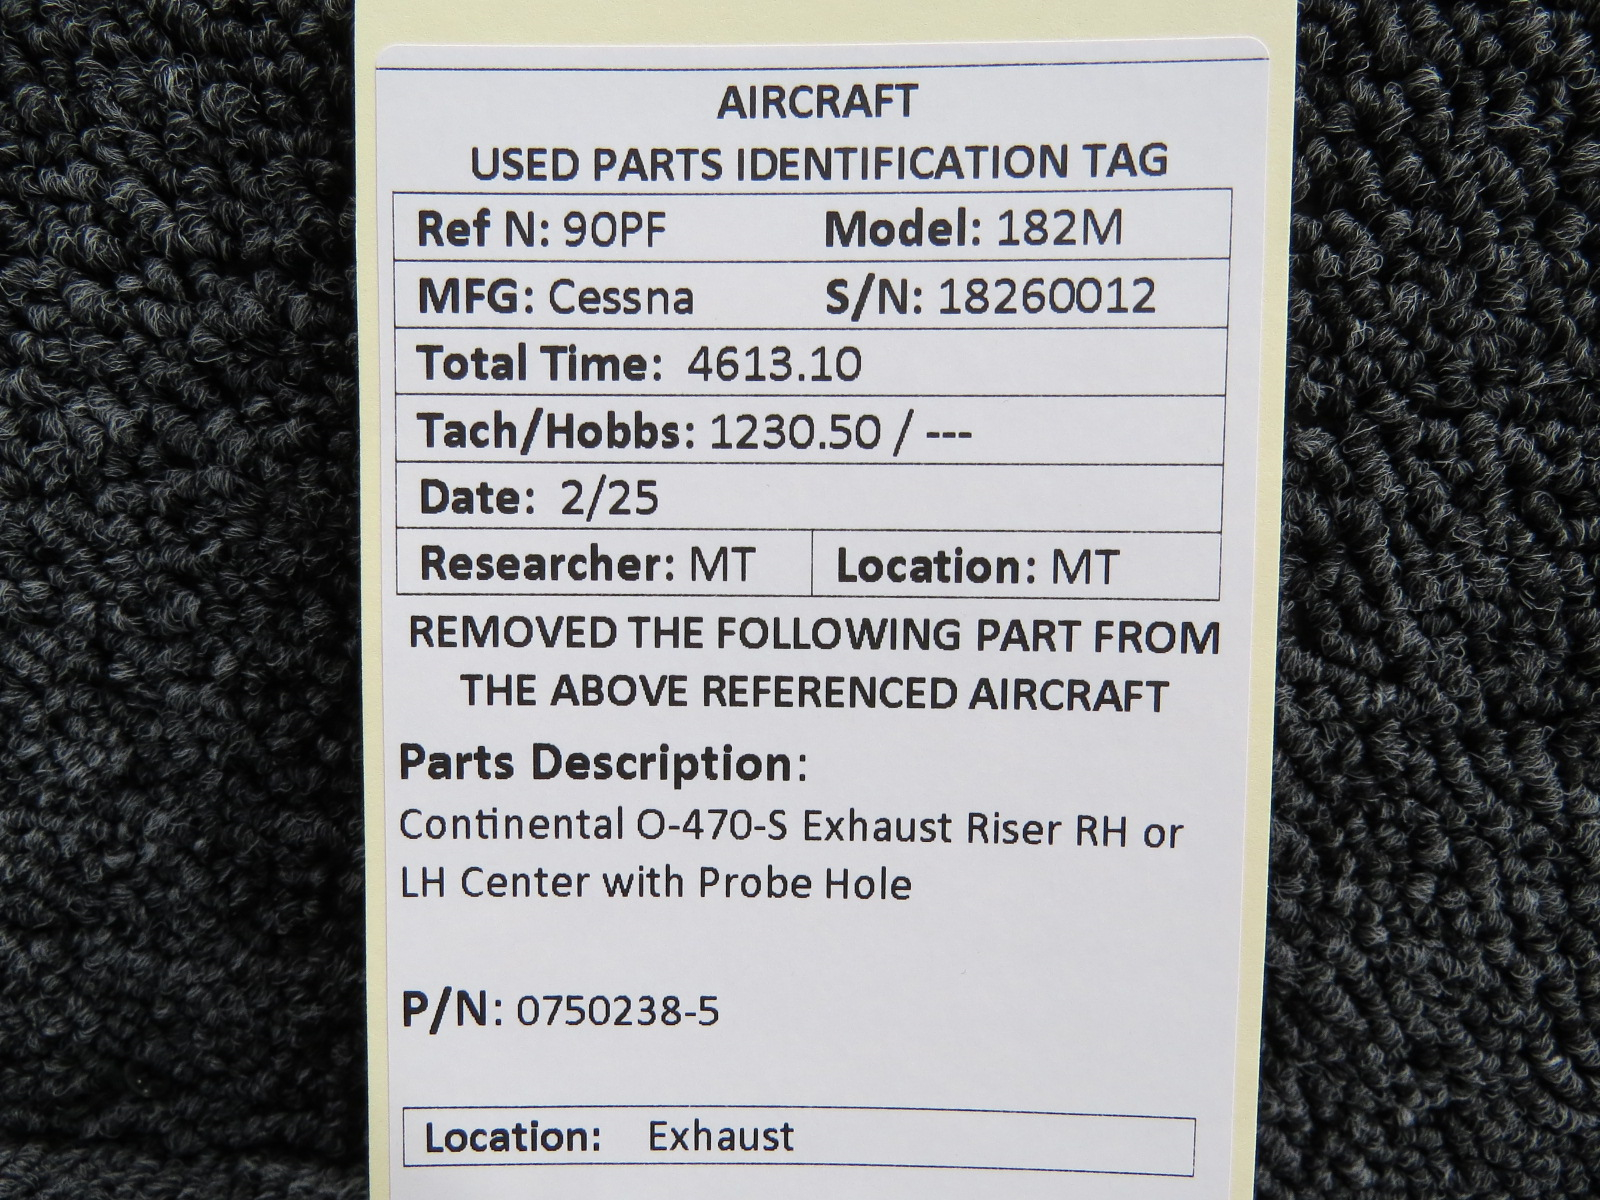 AIRCRAFT
USED PARTS IDENTIFICATION TAG
Ref N: 90PF Model: 182M
MFG: Cessna S/N: 18260012
Total Time: 4613.10
Tach/Hobbs: 1230.50 / ---
Date: 2/25
Researcher: MT Location: MT
REMOVED THE FOLLOWING PART FROM
THE ABOVE REFERENCED AIRCRAFT
Parts Description:
Continental O-470-S Exhaust Riser RH or
LH Center with Probe Hole
P/N: 0750238-5
Location: Exhaust